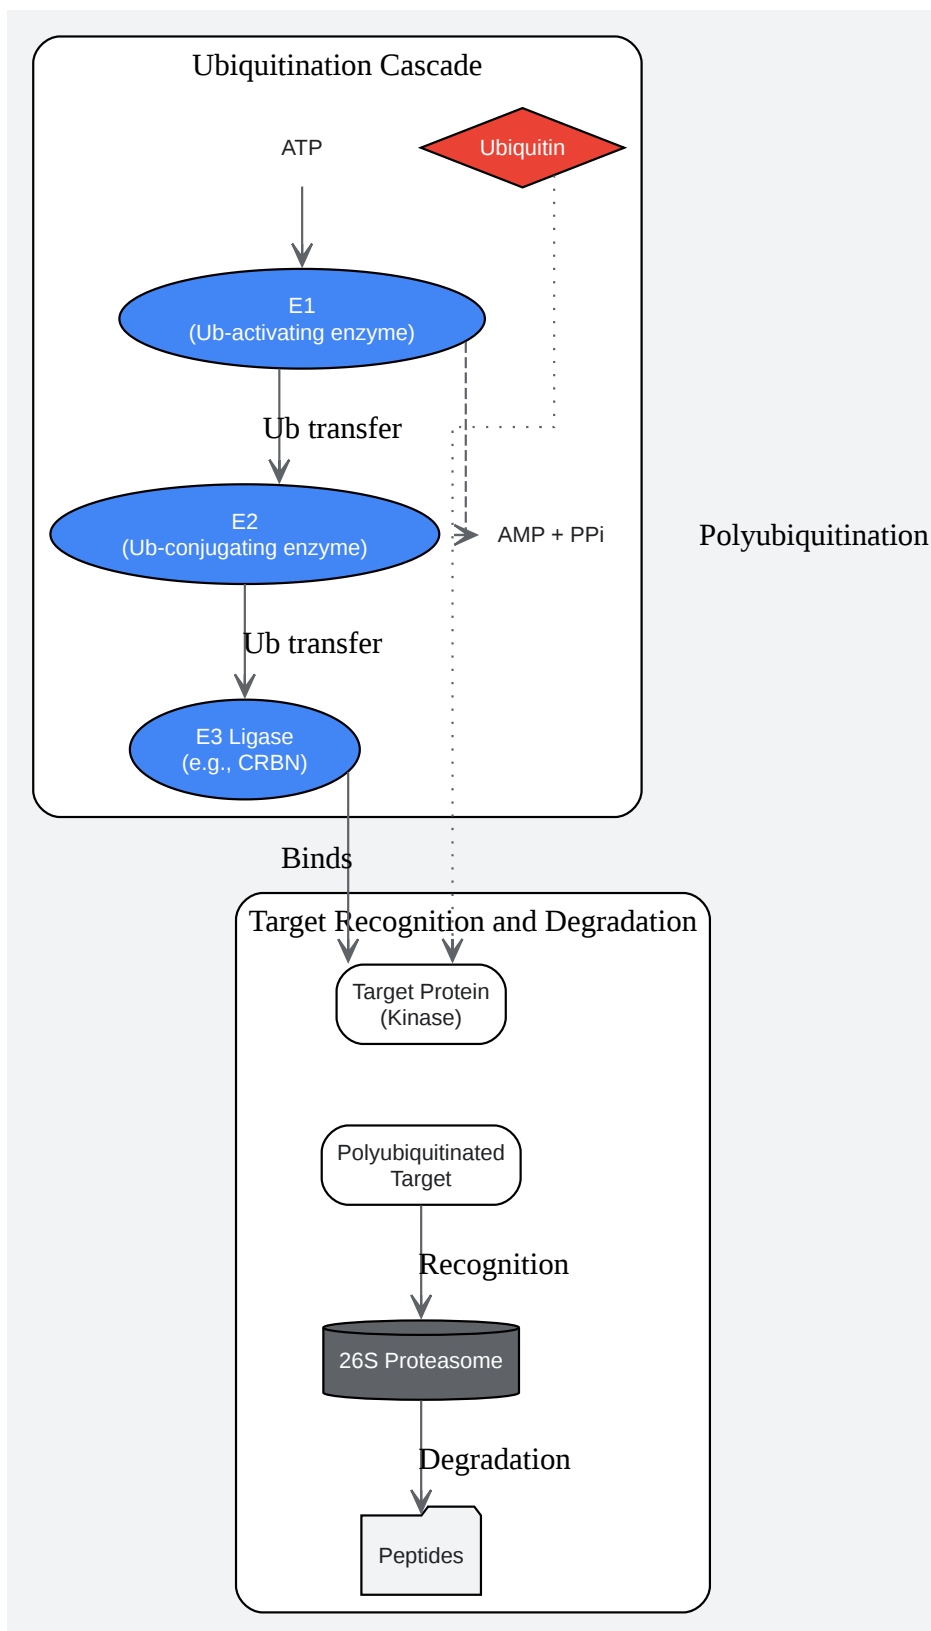 Ubiquitination Cascade
ATP
Ubiquitin
E1
(Ub-activating enzyme)
Ub transfer
E2
(Ub-conjugating enzyme)
AMP + PPi
Polyubiquitination
Ub transfer
E3 Ligase
(e.g., CRBN)
Binds
Target Recognition and Degradation
Target Protein
(Kinase)
Polyubiquitinated
Target
Recognition
26S Proteasome
Degradation
Peptides